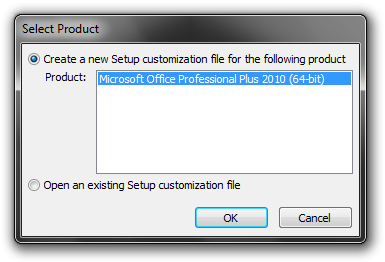 Select Product
Create a new Setup customization file for the following product
Product:
Microsoft Office Professional Plus 2010 (64-bit)
Open an existing Setup customization file
OK
Cancel